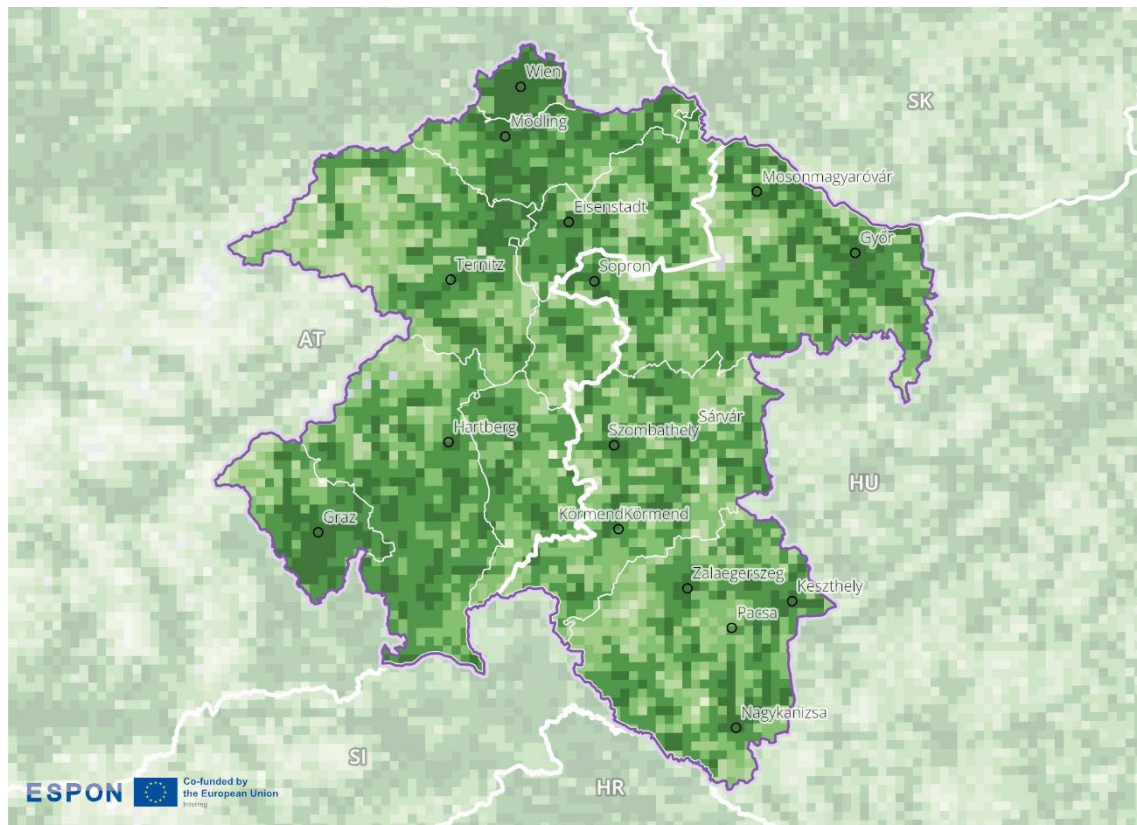 Wien
SK
Mödling
Mosonmagyaróvár
Eisenstadt
Győr
Ternitz
Sopron
AT
Sárvár
Hartberg
Szombathely
HU
Graz
KörmendKörmend
Zalaegerszeg
Keszthely
Pacsa
Nagykanizsa
SI
HR
ESPON
Co-funded by
the European Union
Interreg